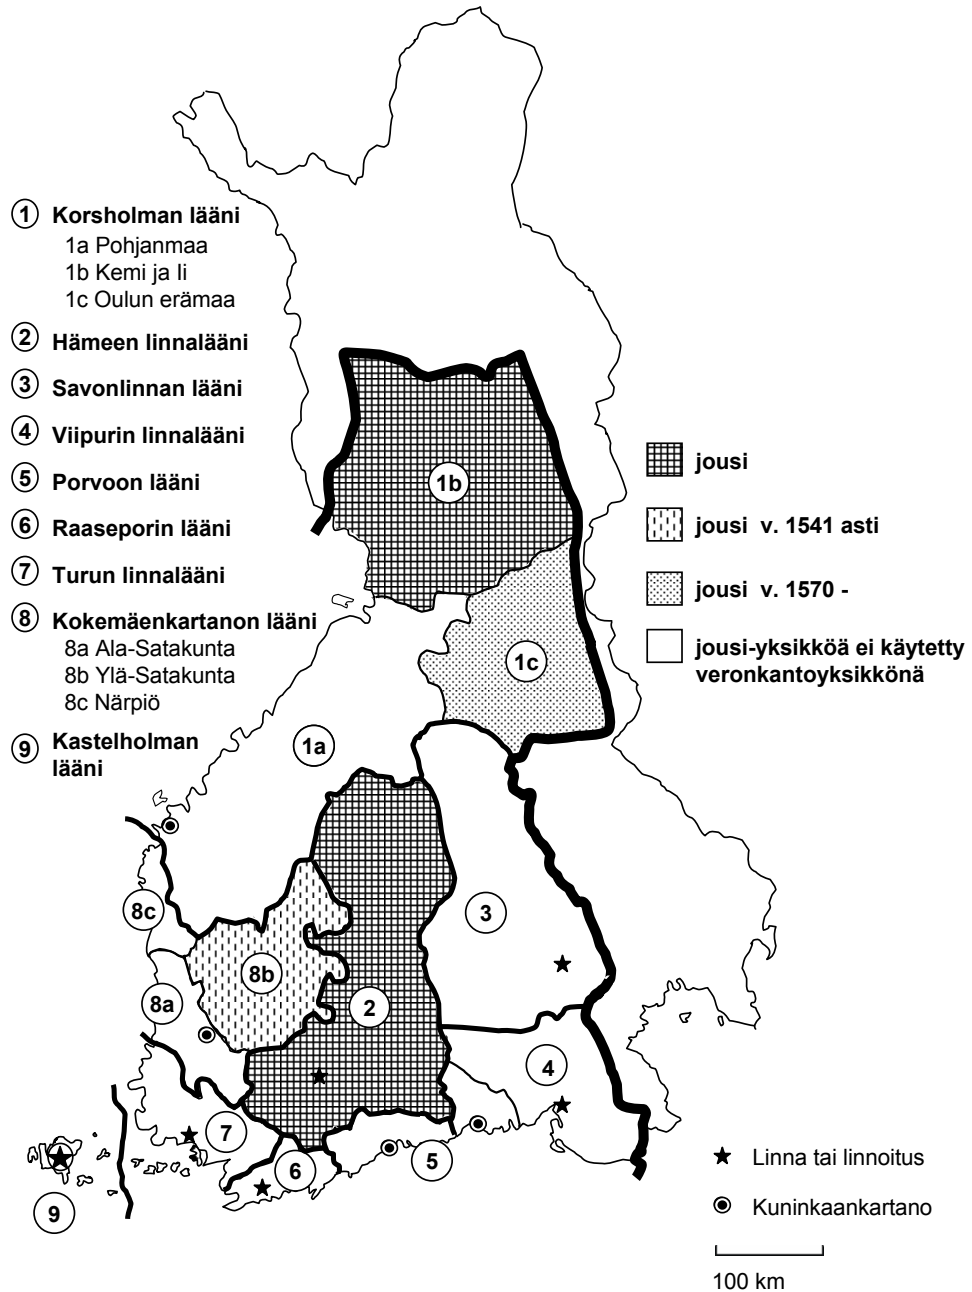 1 Korsholman lääni
1a Pohjanmaa
1b Kemi ja Ii
1c Oulun erämaa
2 Hämeen linnalääni
3 Savonlinnan lääni
4 Viipurin linnalääni
5 Porvoon lääni
6 Raaseporin lääni
7 Turun linnalääni
8 Kokemäenkartanon lääni
8a Ala-Satakunta
8b Ylä-Satakunta
8c Närpiö
9 Kastelholman
lääni
jousi
jousi v. 1541 asti
jousi v. 1570 -
jousi-yksikköä ei käytetty
veronkantoyksikkönä
1b
1c
1a
8c
3
8b
8a
2
4
7
5
6
9
Linna tai linnoitus
Kuninkaankartano
100 km